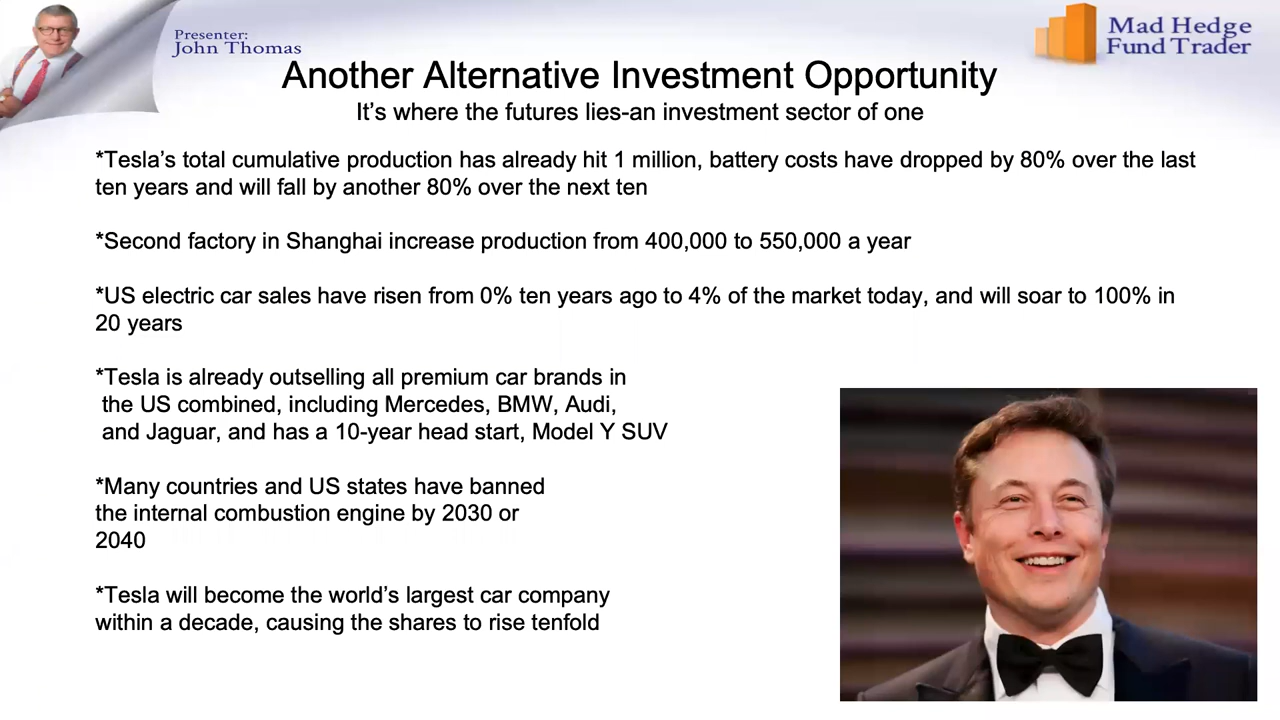 Presenter:
John Thomas
Mad Hedge
Fund Trader
Another Alternative Investment Opportunity
It’s where the futures lies-an investment sector of one
*Tesla’s total cumulative production has already hit 1 million, battery costs have dropped by 80% over the last
ten years and will fall by another 80% over the next ten
*Second factory in Shanghai increase production from 400,000 to 550,000 a year
*US electric car sales have risen from 0% ten years ago to 4% of the market today, and will soar to 100% in
20 years
*Tesla is already outselling all premium car brands in
the US combined, including Mercedes, BMW, Audi,
and Jaguar, and has a 10-year head start, Model Y SUV
*Many countries and US states have banned
the internal combustion engine by 2030 or
2040
*Tesla will become the world’s largest car company
within a decade, causing the shares to rise tenfold